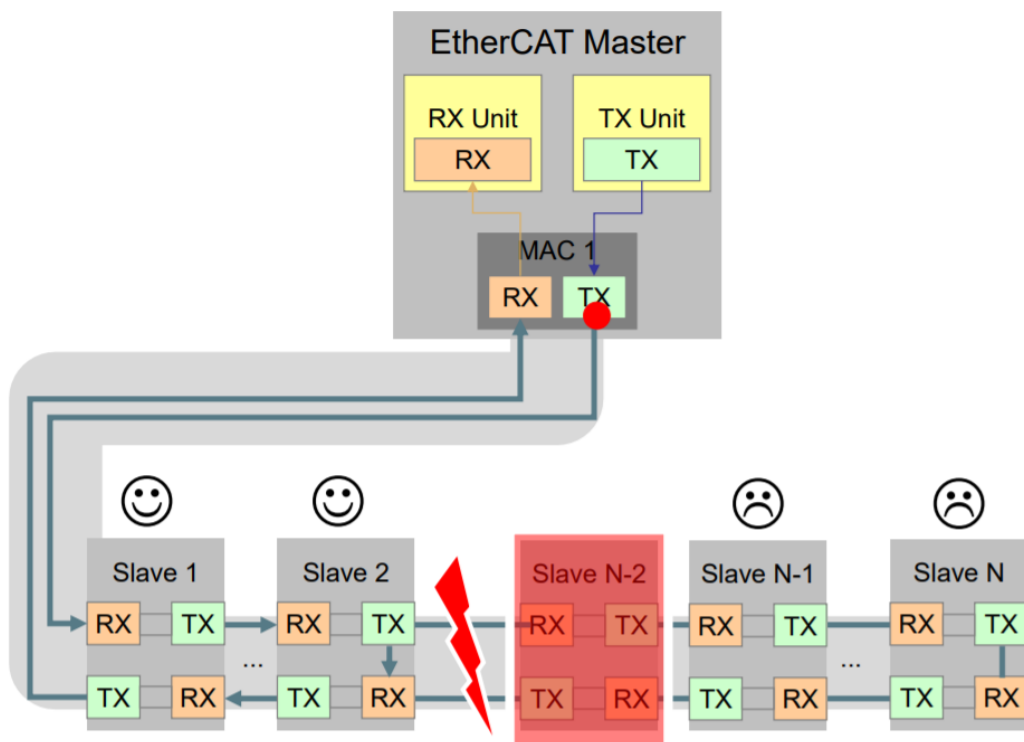 EtherCAT Master
RX Unit
TX Unit
RX
TX
MAC 1
RX
TX
Slave 1
Slave 2
Slave N-2
Slave N-1
Slave N
RX
TX
RX
TX
RX
TX
RX
TX
RX
TX
...
...
TX
RX
TX
RX
TX
RX
TX
RX
TX
RX